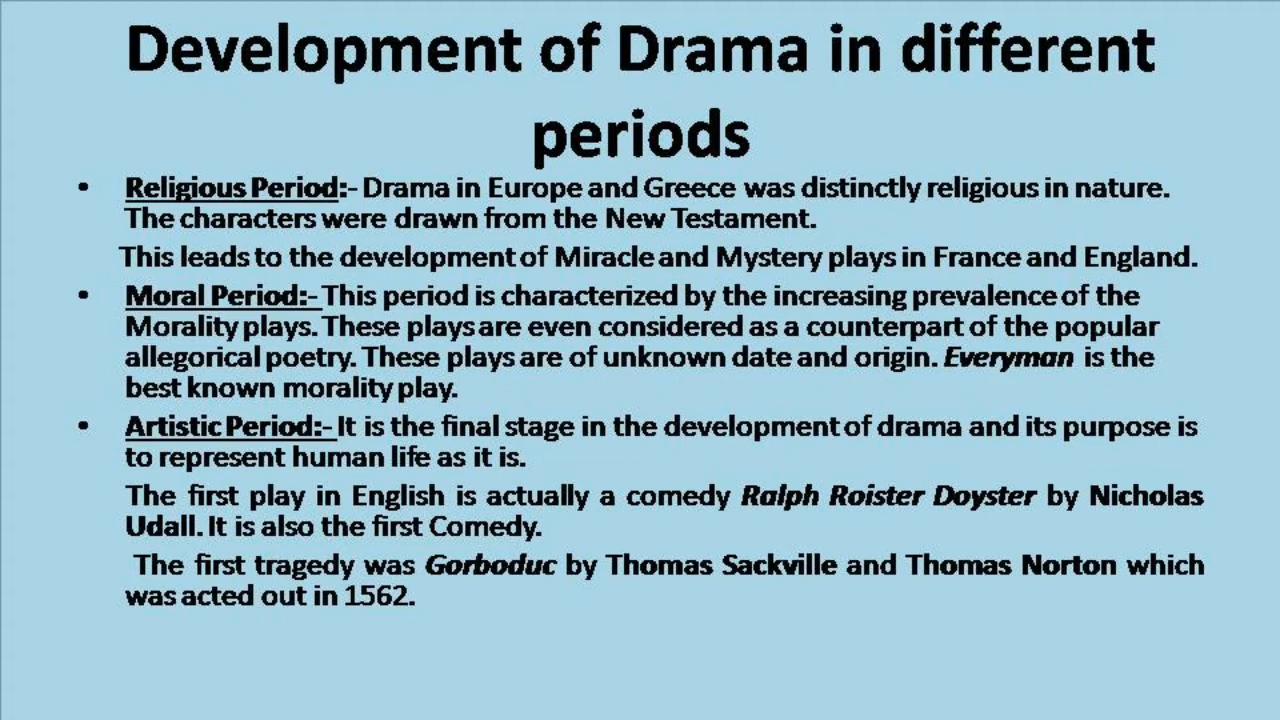 Development of Drama in different
periods
• Religious Period:- Drama in Europe and Greece was distinctly religious in nature.
The characters were drawn from the New Testament.
This leads to the development of Miracle and Mystery plays in France and England.
• Moral Period:- This period is characterized by the increasing prevalence of the
Morality plays. These plays are even considered as a counterpart of the popular
allegorical poetry. These plays are of unknown date and origin. Everyman is the
best known morality play.
• Artistic Period:- It is the final stage in the development of drama and its purpose is
to represent human life as it is.
The first play in English is actually a comedy Ralph Roister Doyster by Nicholas
Udall. It is also the first Comedy.
The first tragedy was Gorboduc by Thomas Sackville and Thomas Norton which
was acted out in 1562.